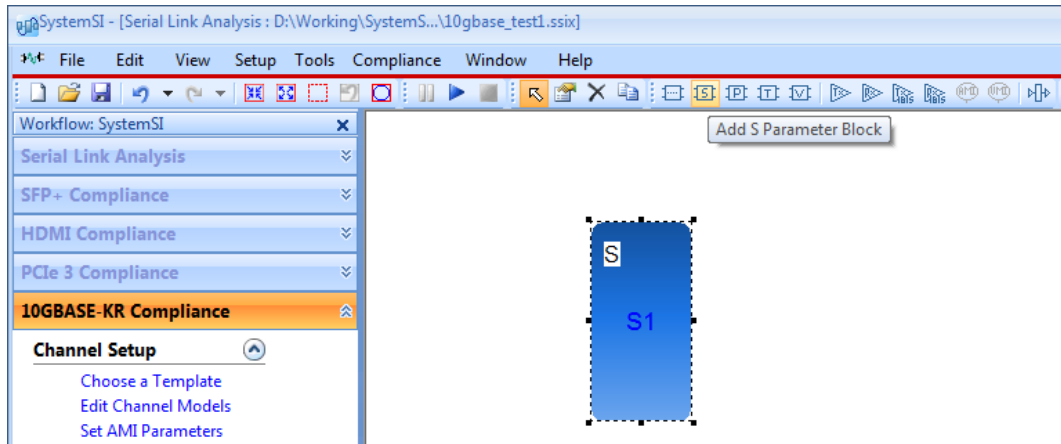 SystemSI - [Serial Link Analysis : D:\Working\SystemS...\10gbase_test1.ssix]
File Edit View Setup Tools Compliance Window Help
S P T V
Add S Parameter Block
Workflow: SystemSI
Serial Link Analysis
SFP+ Compliance
HDMI Compliance
PCIe 3 Compliance
10GBASE-KR Compliance
Channel Setup
Choose a Template
Edit Channel Models
Set AMI Parameters
S
S1